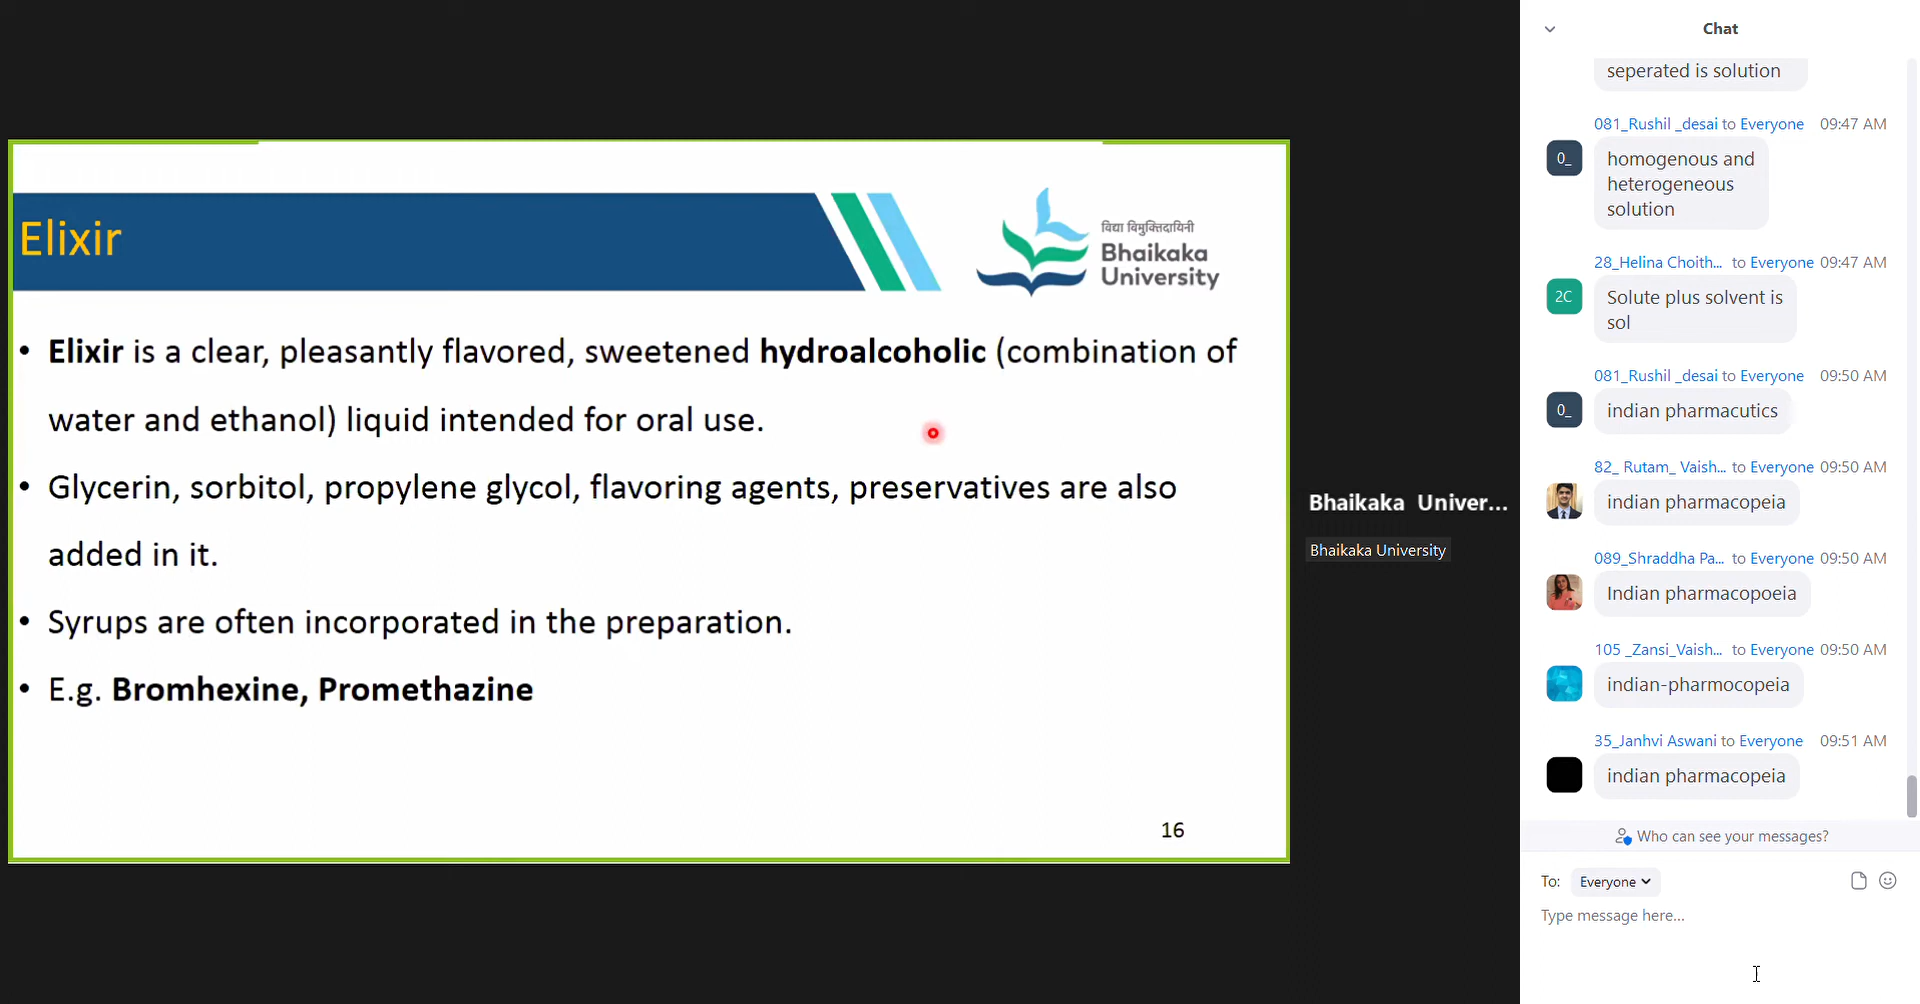 Elixir
विद्या विमुक्तिदायिनी
Bhaikaka
University
• Elixir is a clear, pleasantly flavored, sweetened hydroalcoholic (combination of
water and ethanol) liquid intended for oral use.
• Glycerin, sorbitol, propylene glycol, flavoring agents, preservatives are also
added in it.
• Syrups are often incorporated in the preparation.
• E.g. Bromhexine, Promethazine
16
Bhaikaka Univer...
Bhaikaka University
Chat
seperated is solution
081_Rushil _desai to Everyone 09:47 AM
0_
homogenous and
heterogeneous
solution
28_Helina Choith... to Everyone 09:47 AM
2C
Solute plus solvent is
sol
081_Rushil _desai to Everyone 09:50 AM
0_
indian pharmacutics
82_ Rutam_ Vaish... to Everyone 09:50 AM
indian pharmacopeia
089_Shraddha Pa... to Everyone 09:50 AM
Indian pharmacopoeia
105 _Zansi_Vaish... to Everyone 09:50 AM
indian-pharmocopeia
35_Janhvi Aswani to Everyone 09:51 AM
indian pharmacopeia
Who can see your messages?
To: Everyone
Type message here...